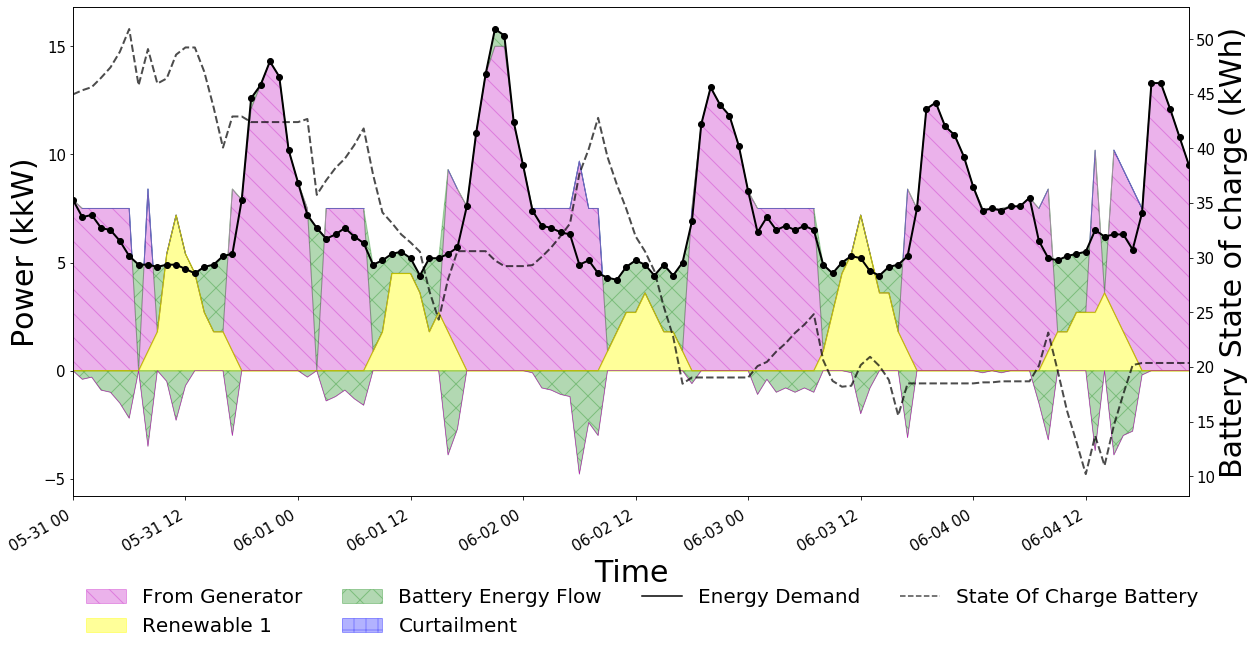 Power (kkW)
15
10
5
0
−5
50
45
40
35
30
25
20
15
10
Battery State of charge (kWh)
05-31 00
05-31 12
06-01 00
06-01 12
06-02 00
06-02 12
06-03 00
06-03 12
06-04 00
06-04 12
Time
From Generator
Battery Energy Flow
Energy Demand
State Of Charge Battery
Renewable 1
Curtailment